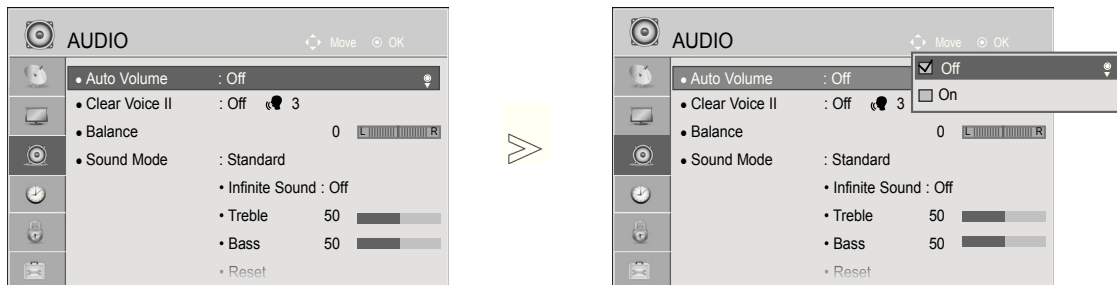 AUDIO
Move OK
• Auto Volume : Off
• Clear Voice II : Off 3
• Balance 0 L R
• Sound Mode : Standard
• Infinite Sound : Off
• Treble 50
• Bass 50
• Reset
AUDIO
Move OK
• Auto Volume : Off
Off
On
• Clear Voice II : Off 3
• Balance 0 L R
• Sound Mode : Standard
• Infinite Sound : Off
• Treble 50
• Bass 50
• Reset